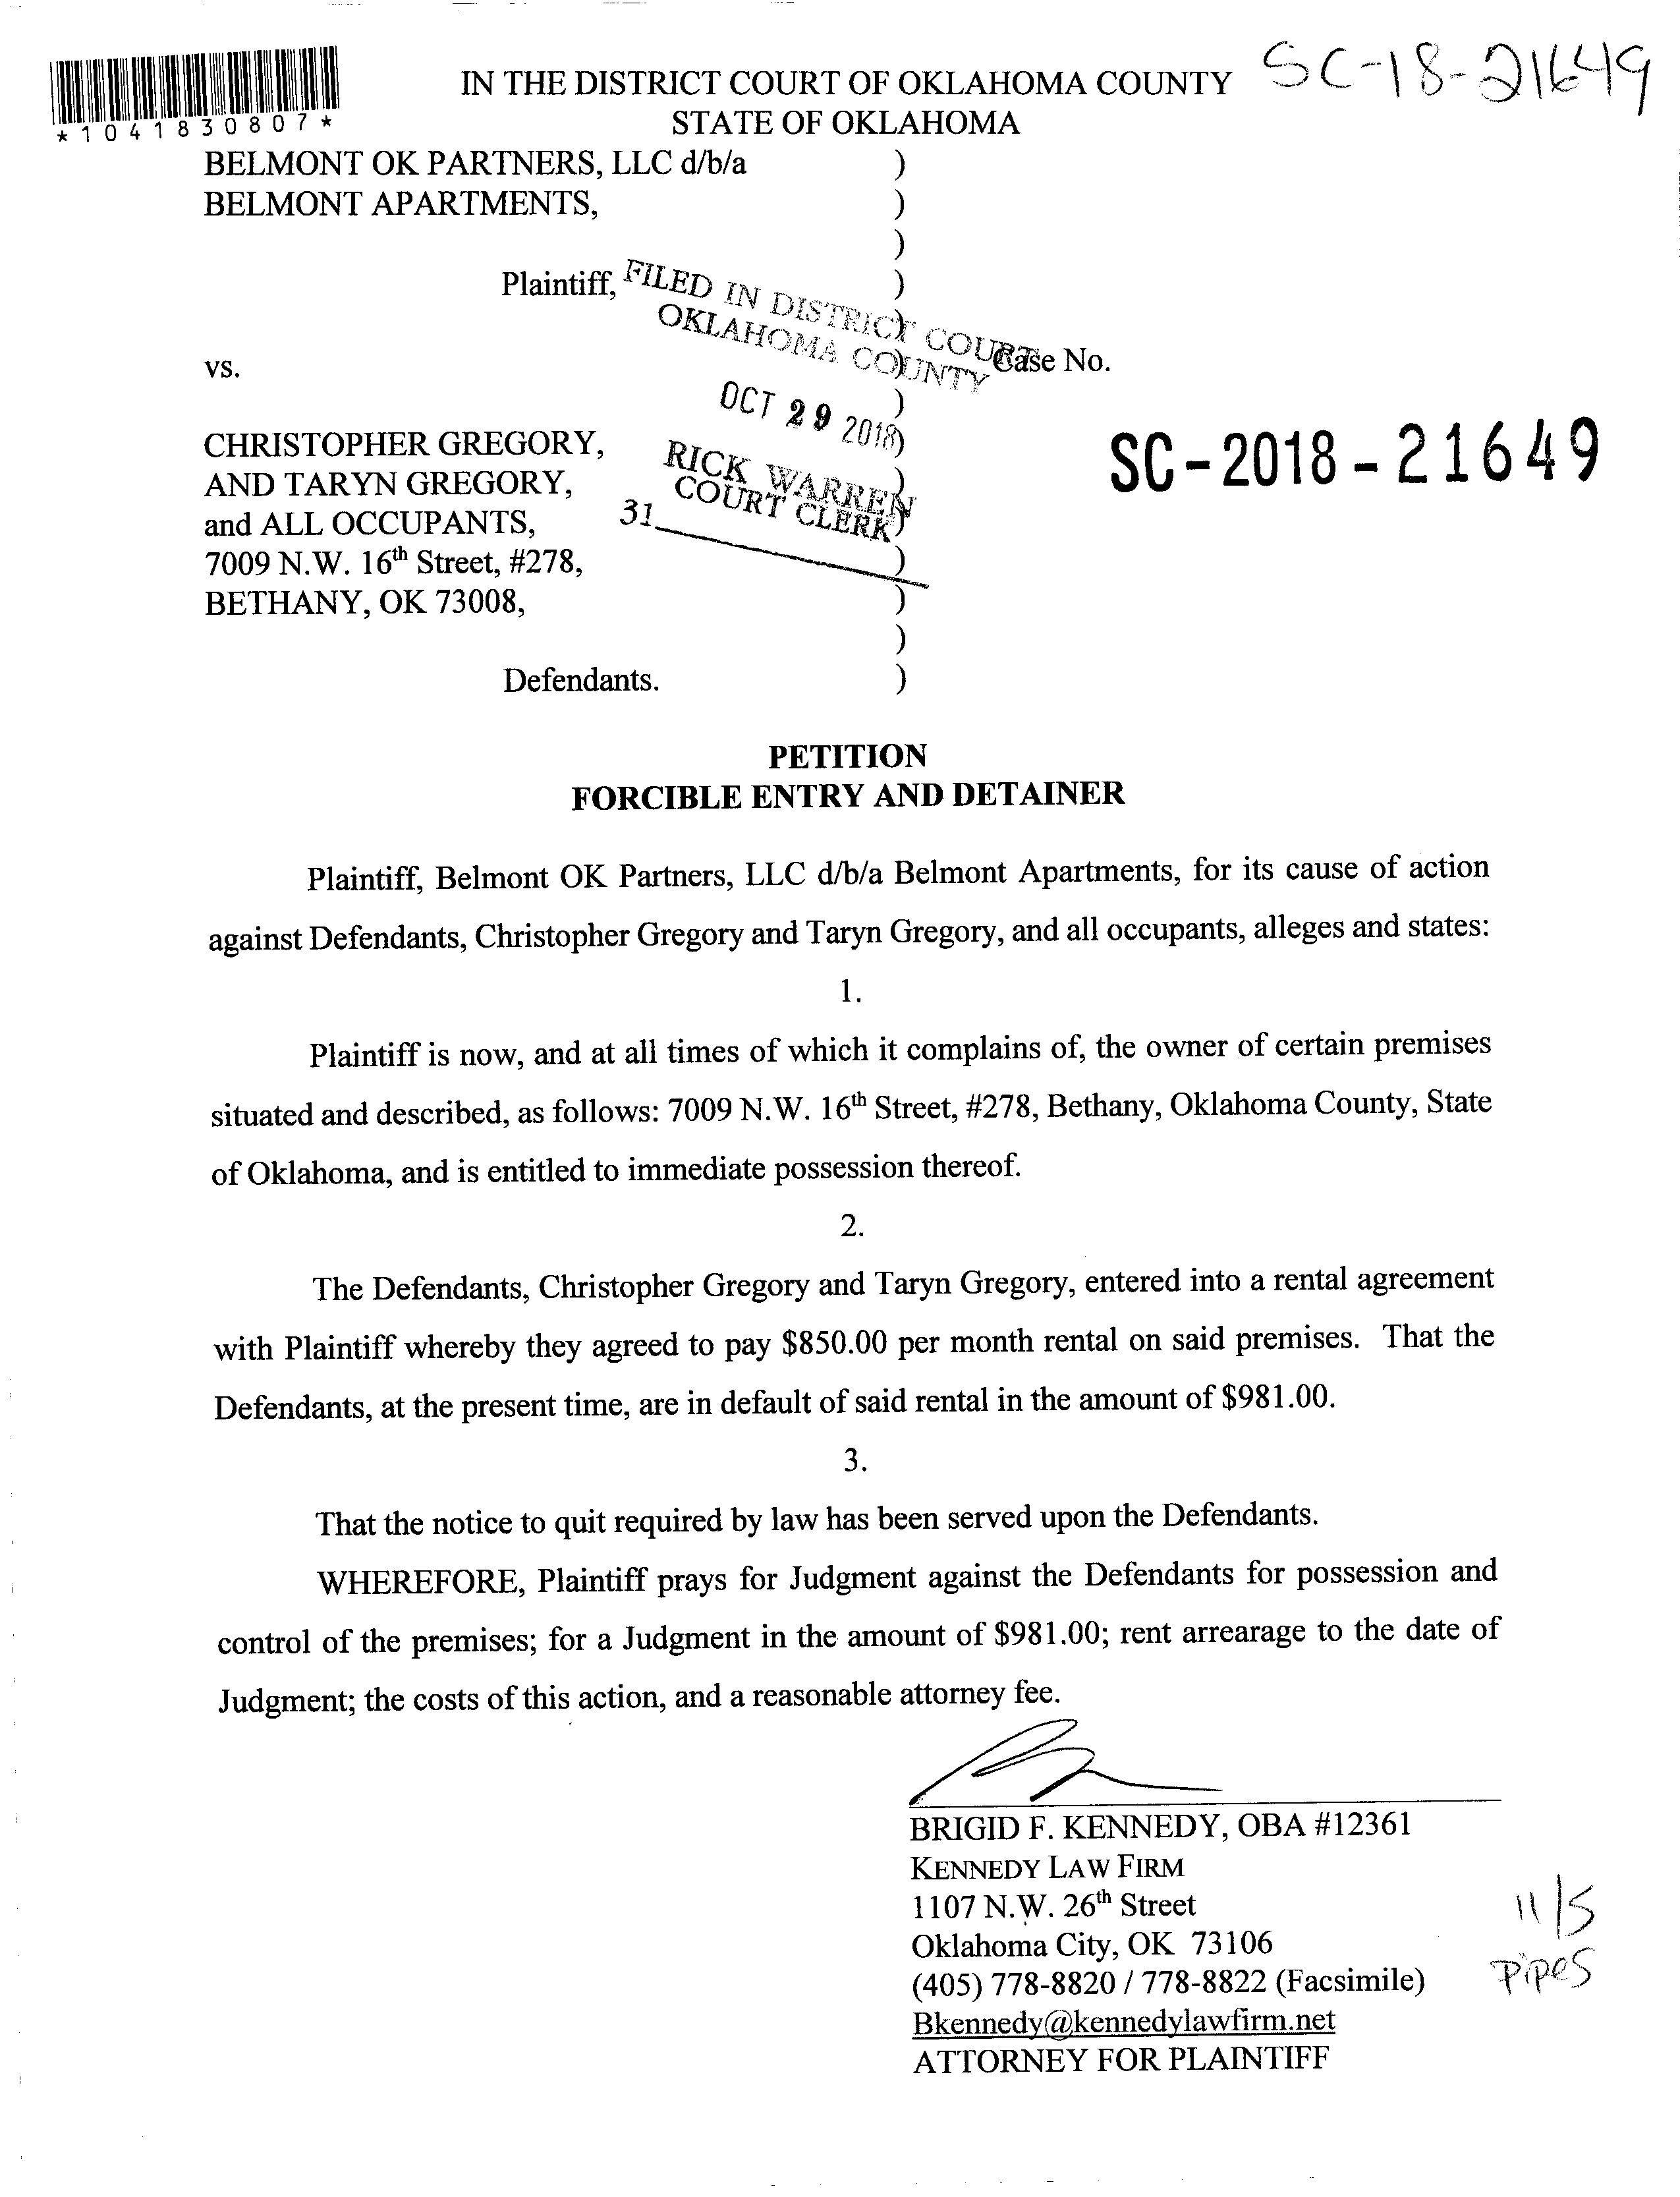 SC-18-21649
*1041830807*
IN THE DISTRICT COURT OF OKLAHOMA COUNTY
STATE OF OKLAHOMA
BELMONT OK PARTNERS, LLC d/b/a )
BELMONT APARTMENTS, )
)
Plaintiff, )
FILED IN DISTRICT COURT
OKLAHOMA COUNTY
vs. ) Case No.
OCT 29 2018
SC-2018-21649
RICK WARREN
COURT CLERK
31
CHRISTOPHER GREGORY, )
AND TARYN GREGORY, )
and ALL OCCUPANTS, )
7009 N.W. 16th Street, #278, )
BETHANY, OK 73008, )
)
Defendants. )
PETITION
FORCIBLE ENTRY AND DETAINER
Plaintiff, Belmont OK Partners, LLC d/b/a Belmont Apartments, for its cause of action
against Defendants, Christopher Gregory and Taryn Gregory, and all occupants, alleges and states:
1.
Plaintiff is now, and at all times of which it complains of, the owner of certain premises
situated and described, as follows: 7009 N.W. 16th Street, #278, Bethany, Oklahoma County, State
of Oklahoma, and is entitled to immediate possession thereof.
2.
The Defendants, Christopher Gregory and Taryn Gregory, entered into a rental agreement
with Plaintiff whereby they agreed to pay $850.00 per month rental on said premises. That the
Defendants, at the present time, are in default of said rental in the amount of $981.00.
3.
That the notice to quit required by law has been served upon the Defendants.
WHEREFORE, Plaintiff prays for Judgment against the Defendants for possession and
control of the premises; for a Judgment in the amount of $981.00; rent arrearage to the date of
Judgment; the costs of this action, and a reasonable attorney fee.
BRIGID F. KENNEDY, OBA #12361
KENNEDY LAW FIRM
1107 N.W. 26th Street
Oklahoma City, OK 73106
(405) 778-8820 / 778-8822 (Facsimile)
Bkennedy@kennedylawfirm.net
ATTORNEY FOR PLAINTIFF
11/5
Pipes